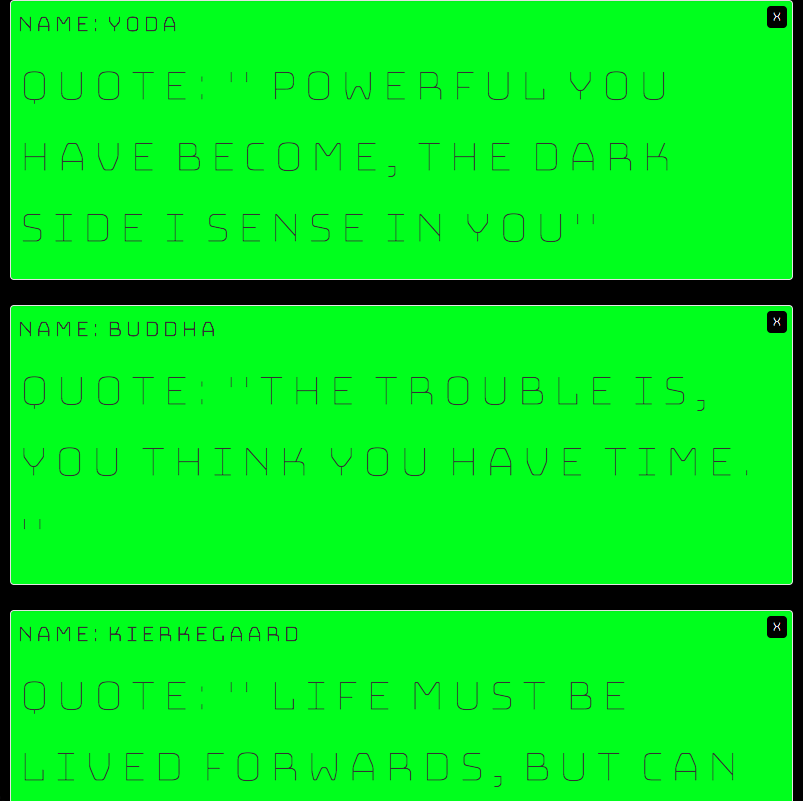 NAME: YODA
X
QUOTE: " POWERFUL YOU
HAVE BECOME, THE DARK
SIDE I SENSE IN YOU"
NAME: BUDDHA
X
QUOTE: "THE TROUBLE IS,
YOU THINK YOU HAVE TIME.
"
NAME: KIERKEGAARD
X
QUOTE: " LIFE MUST BE
LIVED FORWARDS, BUT CAN